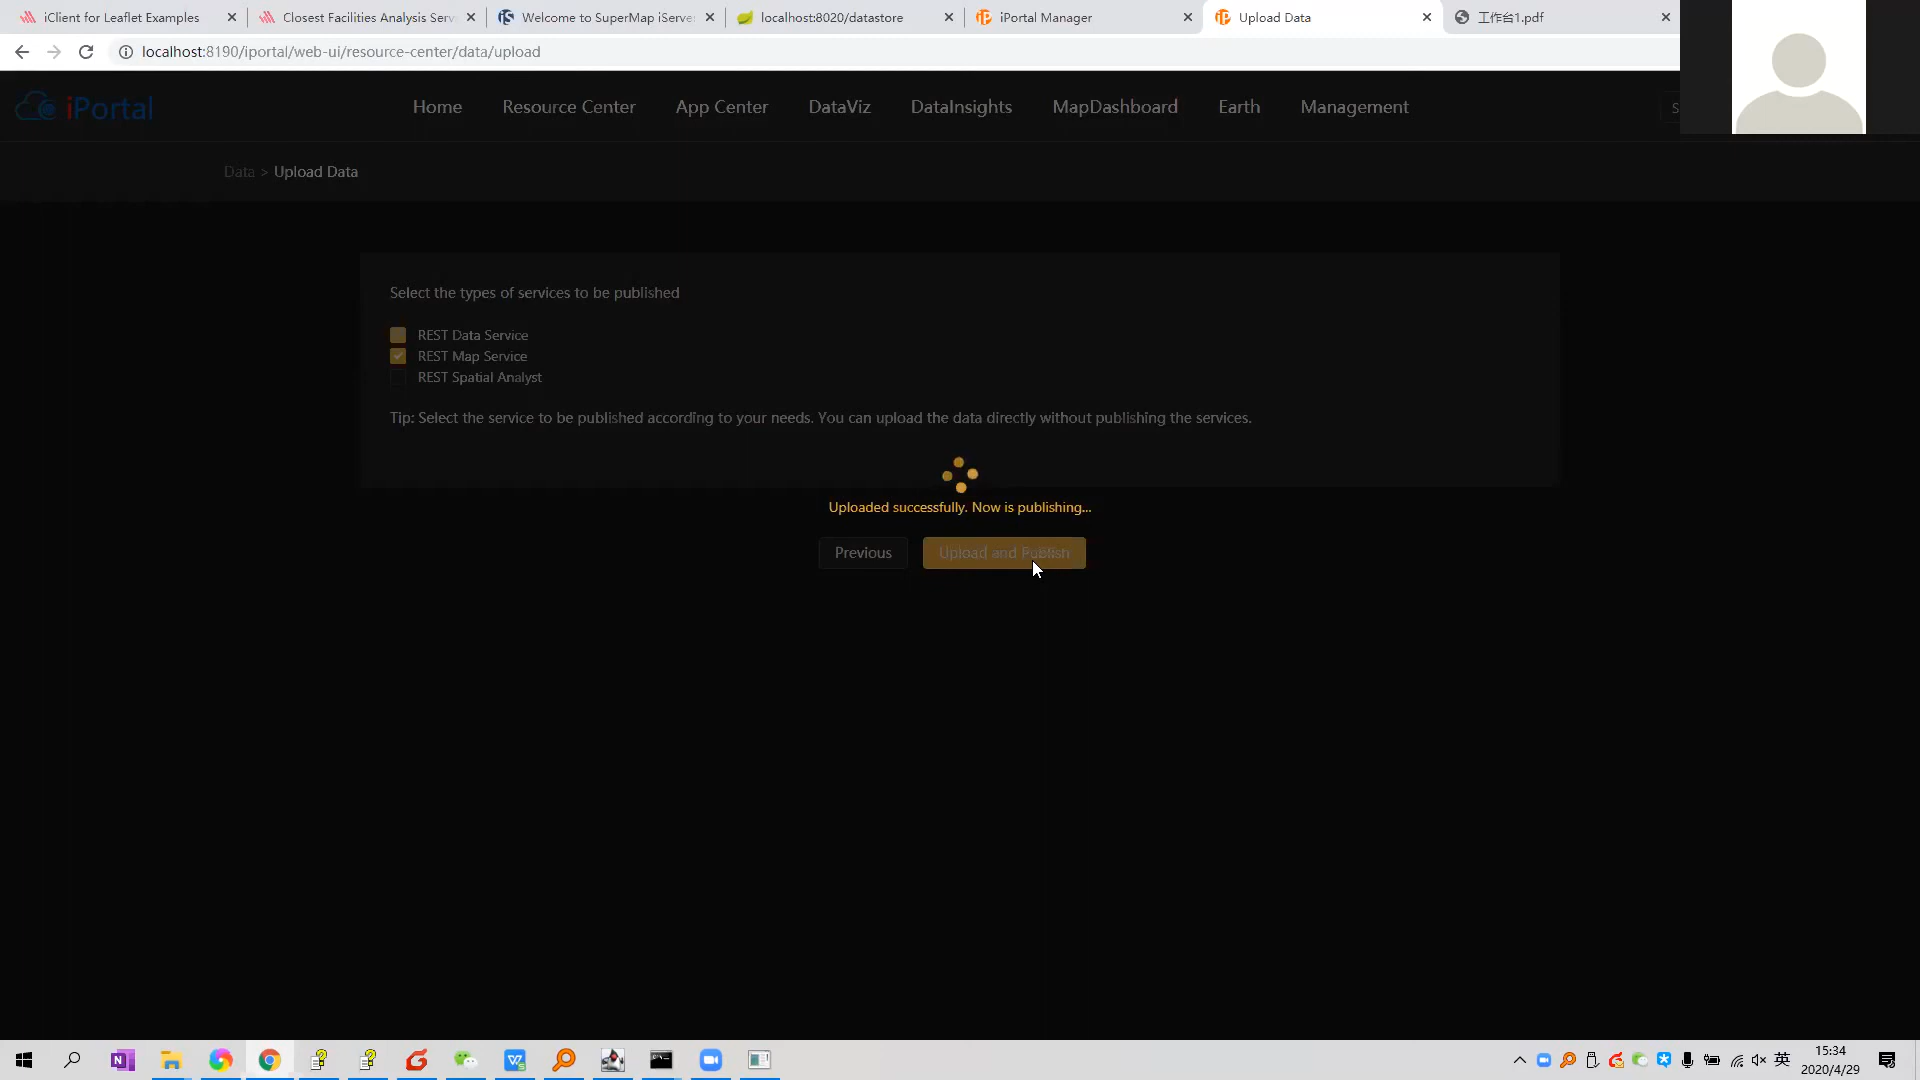 iClient for Leaflet Examples
Closest Facilities Analysis Serv
Welcome to SuperMap iServe
localhost:8020/datastore
iPortal Manager
Upload Data
工作台1.pdf
localhost:8190/iportal/web-ui/resource-center/data/upload
iPortal
Home
Resource Center
App Center
DataViz
DataInsights
MapDashboard
Earth
Management
S
Data > Upload Data
Select the types of services to be published
REST Data Service
REST Map Service
REST Spatial Analyst
Tip: Select the service to be published according to your needs. You can upload the data directly without publishing the services.
Uploaded successfully. Now is publishing...
Previous
Upload and Publish
英
15:34
2020/4/29